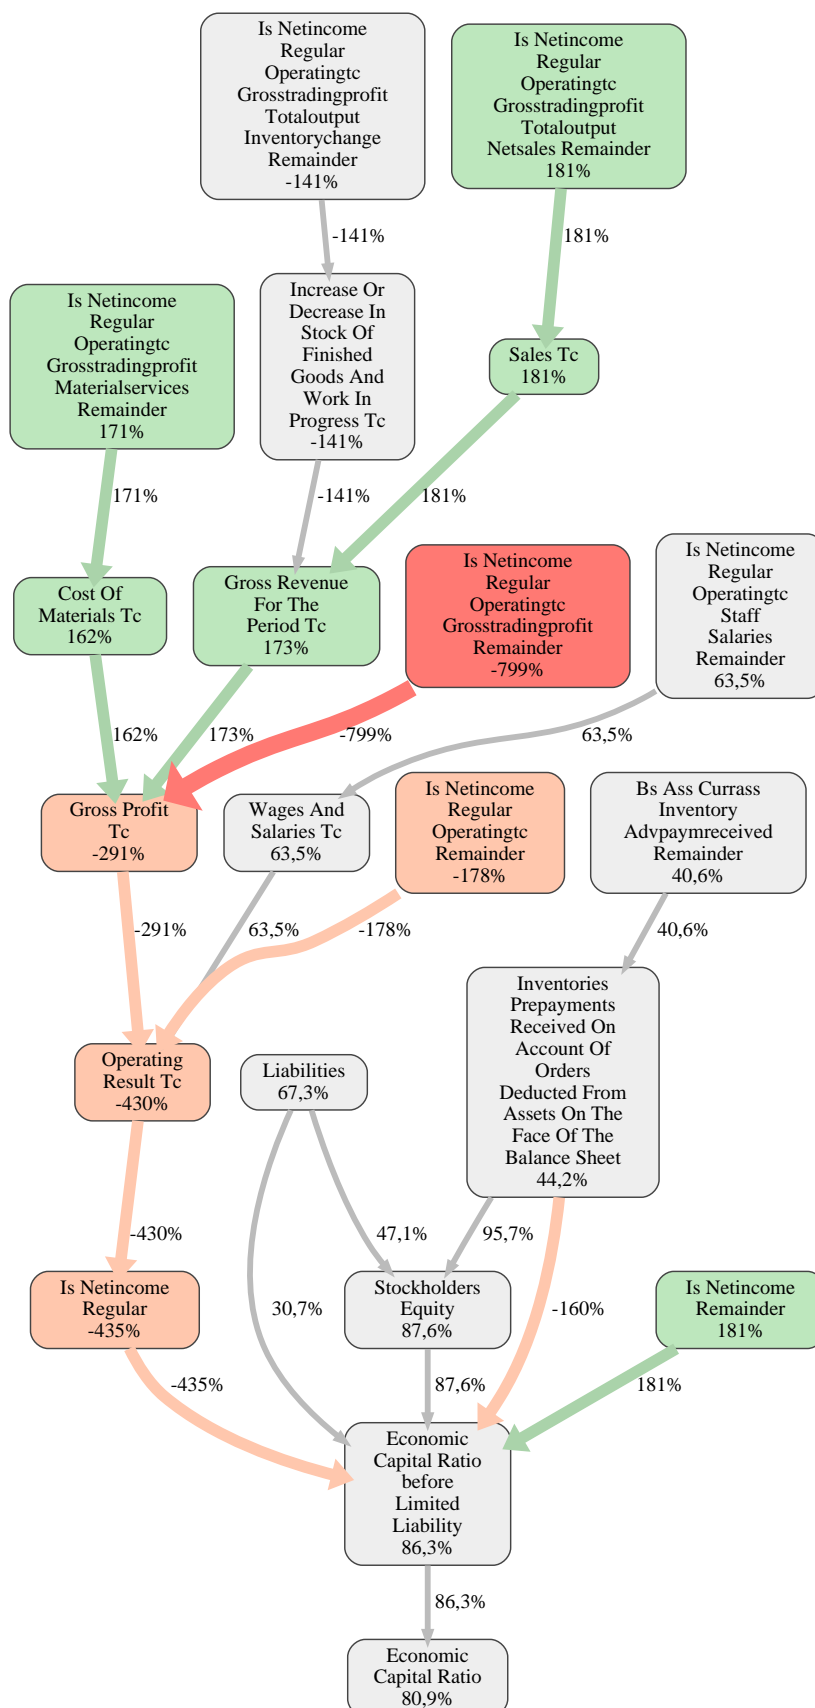 Is Netincome
Regular
Operatingtc
Grosstradingprofit
Totaloutput
Inventorychange
Remainder
-141%
Is Netincome
Regular
Operatingtc
Grosstradingprofit
Totaloutput
Netsales Remainder
181%
-141%
181%
Is Netincome
Regular
Operatingtc
Grosstradingprofit
Materialservices
Remainder
171%
Increase Or
Decrease In
Stock Of
Finished
Goods And
Work In
Progress Tc
-141%
Sales Tc
181%
171%
-141%
181%
Cost Of
Materials Tc
162%
Gross Revenue
For The
Period Tc
173%
Is Netincome
Regular
Operatingtc
Grosstradingprofit
Remainder
-799%
Is Netincome
Regular
Operatingtc
Staff
Salaries
Remainder
63,5%
162%
173%
-799%
63,5%
Gross Profit
Tc
-291%
Wages And
Salaries Tc
63,5%
Is Netincome
Regular
Operatingtc
Remainder
-178%
Bs Ass Currass
Inventory
Advpaymreceived
Remainder
40,6%
-291%
63,5%
-178%
40,6%
Operating
Result Tc
-430%
Liabilities
67,3%
Inventories
Prepayments
Received On
Account Of
Orders
Deducted From
Assets On The
Face Of The
Balance Sheet
44,2%
-430%
47,1%
95,7%
Is Netincome
Regular
-435%
30,7%
Stockholders
Equity
87,6%
-160%
Is Netincome
Remainder
181%
-435%
87,6%
181%
Economic
Capital Ratio
before
Limited
Liability
86,3%
86,3%
Economic
Capital Ratio
80,9%